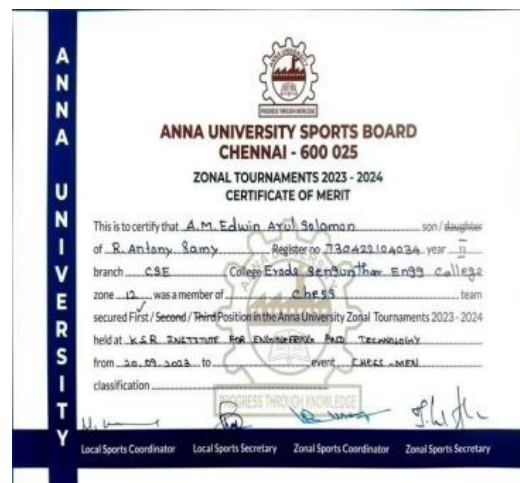 ANNA UNIVERSITY
PROGRESS THROUGH KNOWLEDGE
ANNA UNIVERSITY SPORTS BOARD
CHENNAI - 600 025
ZONAL TOURNAMENTS 2023 - 2024
CERTIFICATE OF MERIT
This is to certify that A.M. Edwin Arul Solomon son / daughter
of R. Antony Samy Register no 730422104034 year II
branch CSE College Erode Sengunthar Engg College
zone 12 was a member of Chess team
secured First / Second / Third Position in the Anna University Zonal Tournaments 2023 - 2024
held at K.S.R INSTITUTE FOR ENGINEERING AND TECHNOLOGY
from 20.09.2023 to event CHESS - MEN
classification
PROGRESS THROUGH KNOWLEDGE
Local Sports Coordinator Local Sports Secretary Zonal Sports Coordinator Zonal Sports Secretary